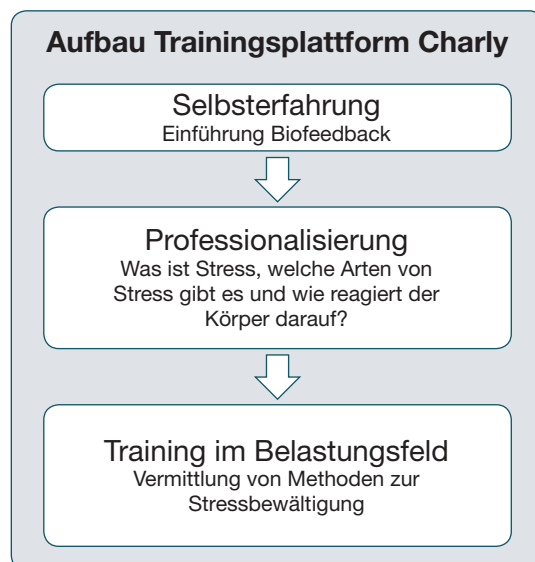 Aufbau Trainingsplattform Charly
Selbsterfahrung
Einführung Biofeedback
Professionalisierung
Was ist Stress, welche Arten von
Stress gibt es und wie reagiert der
Körper darauf?
Training im Belastungsfeld
Vermittlung von Methoden zur
Stressbewältigung